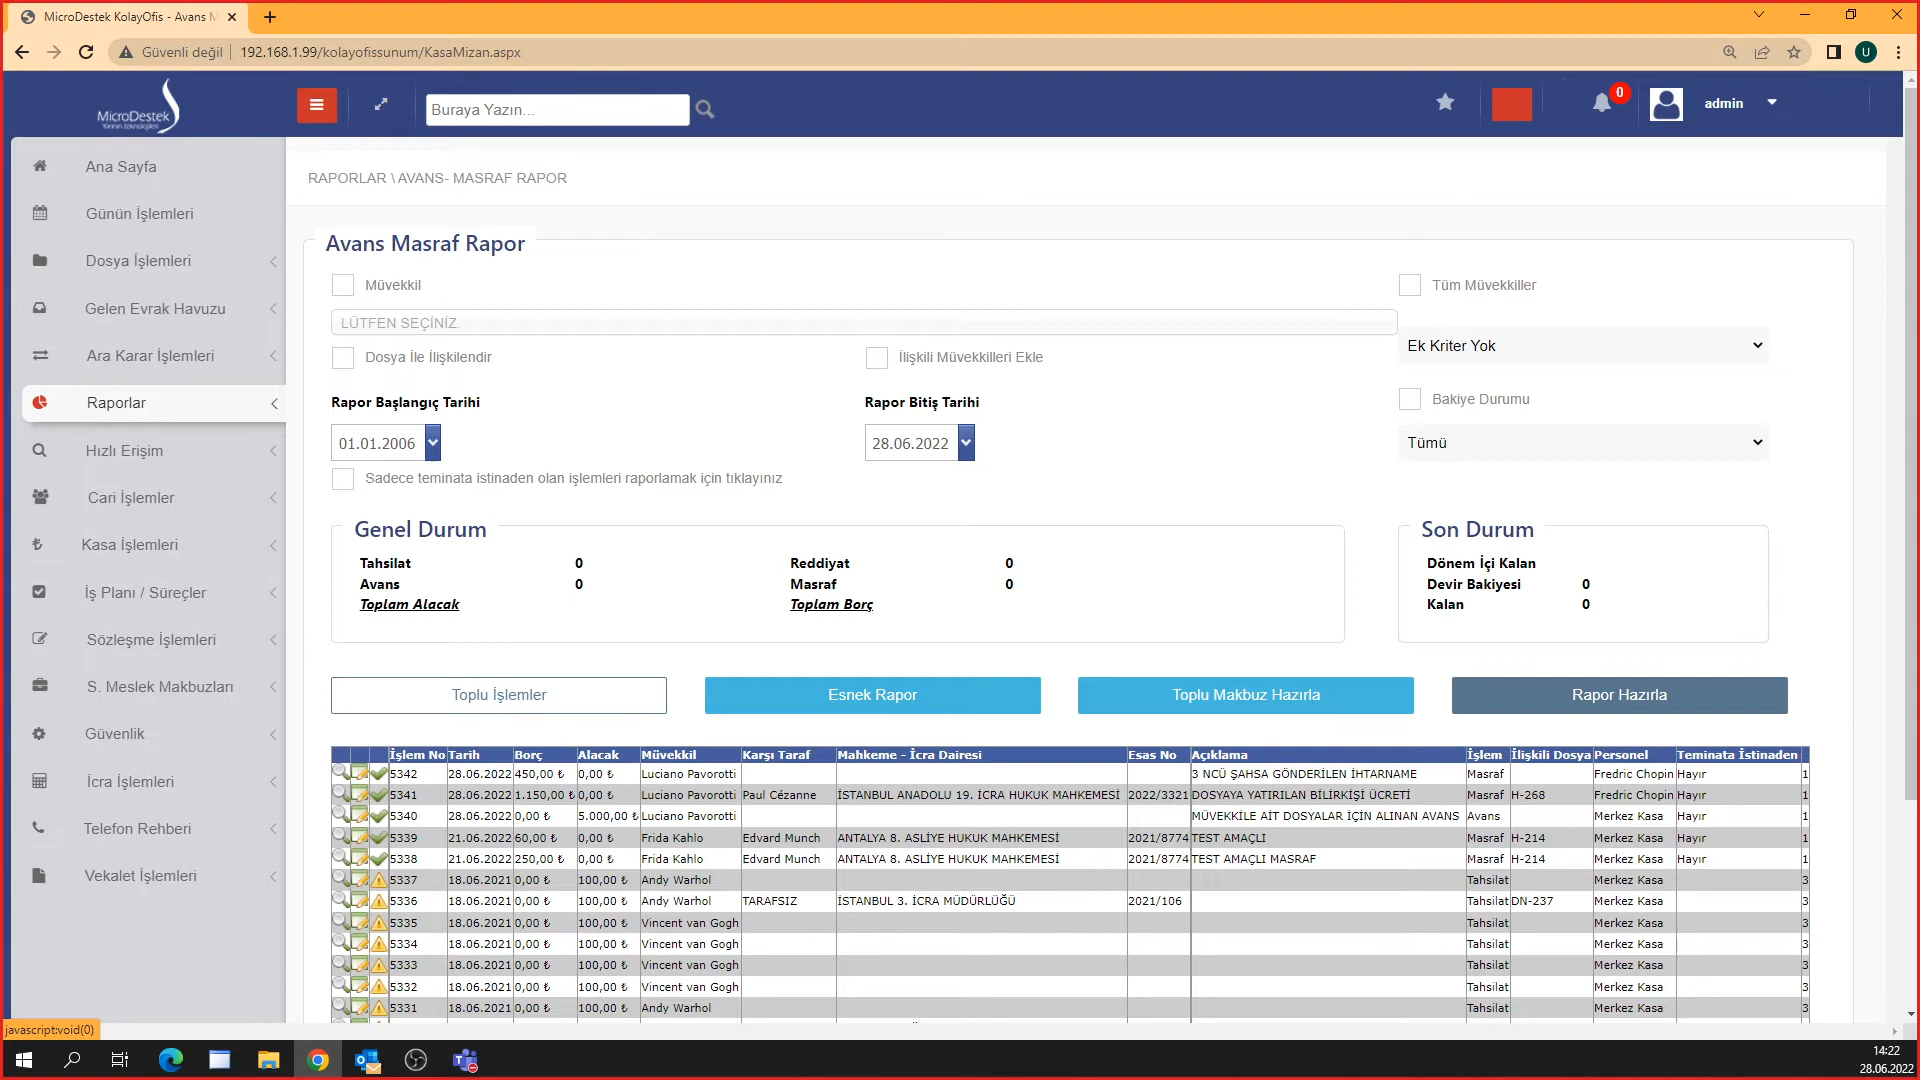 MicroDestek KolayOfis - Avans M
Güvenli değil
192.168.1.99/kolayofissunum/KasaMizan.aspx
U
MicroDestek
Yarının teknolojileri
Buraya Yazın...
0
admin
Ana Sayfa
Günün İşlemleri
Dosya İşlemleri
Gelen Evrak Havuzu
Ara Karar İşlemleri
Raporlar
Hızlı Erişim
Cari İşlemler
Kasa İşlemleri
İş Planı / Süreçler
Sözleşme İşlemleri
S. Meslek Makbuzları
Güvenlik
İcra İşlemleri
Telefon Rehberi
Vekalet İşlemleri
RAPORLAR \ AVANS- MASRAF RAPOR
Avans Masraf Rapor
Müvekkil
Tüm Müvekkiller
LÜTFEN SEÇİNİZ.
Ek Kriter Yok
Dosya İle İlişkilendir
İlişkili Müvekkilleri Ekle
Rapor Başlangıç Tarihi
Rapor Bitiş Tarihi
Bakiye Durumu
01.01.2006
28.06.2022
Tümü
Sadece teminata istinaden olan işlemleri raporlamak için tıklayınız
Genel Durum
Tahsilat 0 Reddiyat 0
Avans 0 Masraf 0
Toplam Alacak Toplam Borç
Son Durum
Dönem İçi Kalan
Devir Bakiyesi 0
Kalan 0
Toplu İşlemler
Esnek Rapor
Toplu Makbuz Hazırla
Rapor Hazırla
İşlem No Tarih Borç Alacak Müvekkil Karşı Taraf Mahkeme - İcra Dairesi Esas No Açıklama İşlem İlişkili Dosya Personel Teminata İstinaden
5342 28.06.2022 450,00 ₺ 0,00 ₺ Luciano Pavorotti 3 NCÜ ŞAHSA GÖNDERİLEN İHTARNAME Masraf Fredric Chopin Hayır 1
5341 28.06.2022 1.150,00 ₺ 0,00 ₺ Luciano Pavorotti Paul Cézanne İSTANBUL ANADOLU 19. İCRA HUKUK MAHKEMESİ 2022/3321 DOSYAYA YATIRILAN BİLİRKİŞİ ÜCRETİ Masraf H-268 Fredric Chopin Hayır 1
5340 28.06.2022 0,00 ₺ 5.000,00 ₺ Luciano Pavorotti MÜVEKKİLE AİT DOSYALAR İÇİN ALINAN AVANS Avans Merkez Kasa Hayır 1
5339 21.06.2022 60,00 ₺ 0,00 ₺ Frida Kahlo Edvard Munch ANTALYA 8. ASLİYE HUKUK MAHKEMESİ 2021/8774 TEST AMAÇLI Masraf H-214 Merkez Kasa Hayır 1
5338 21.06.2022 250,00 ₺ 0,00 ₺ Frida Kahlo Edvard Munch ANTALYA 8. ASLİYE HUKUK MAHKEMESİ 2021/8774 TEST AMAÇLI MASRAF Masraf H-214 Merkez Kasa Hayır 1
5337 18.06.2021 0,00 ₺ 100,00 ₺ Andy Warhol Tahsilat Merkez Kasa 3
5336 18.06.2021 0,00 ₺ 100,00 ₺ Andy Warhol TARAFSIZ İSTANBUL 3. İCRA MÜDÜRLÜĞÜ 2021/106 Tahsilat DN-237 Merkez Kasa 3
5335 18.06.2021 0,00 ₺ 100,00 ₺ Vincent van Gogh Tahsilat Merkez Kasa 3
5334 18.06.2021 0,00 ₺ 100,00 ₺ Vincent van Gogh Tahsilat Merkez Kasa 3
5333 18.06.2021 0,00 ₺ 100,00 ₺ Vincent van Gogh Tahsilat Merkez Kasa 3
5332 18.06.2021 0,00 ₺ 100,00 ₺ Vincent van Gogh Tahsilat Merkez Kasa 3
5331 18.06.2021 0,00 ₺ 100,00 ₺ Andy Warhol Tahsilat Merkez Kasa 3
javascript:void(0)
14:22
28.06.2022